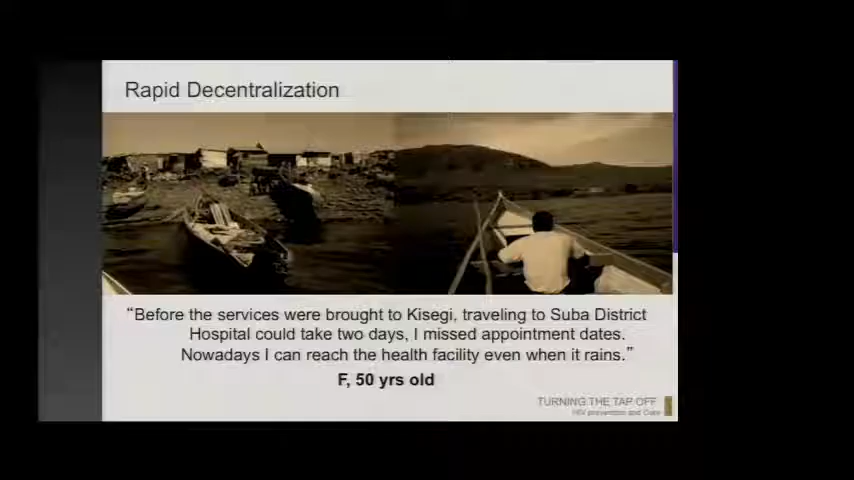 Rapid Decentralization
“Before the services were brought to Kisegi, traveling to Suba District
Hospital could take two days, I missed appointment dates.
Nowadays I can reach the health facility even when it rains.”
F, 50 yrs old
TURNING THE TAP OFF
HIV prevention and Care